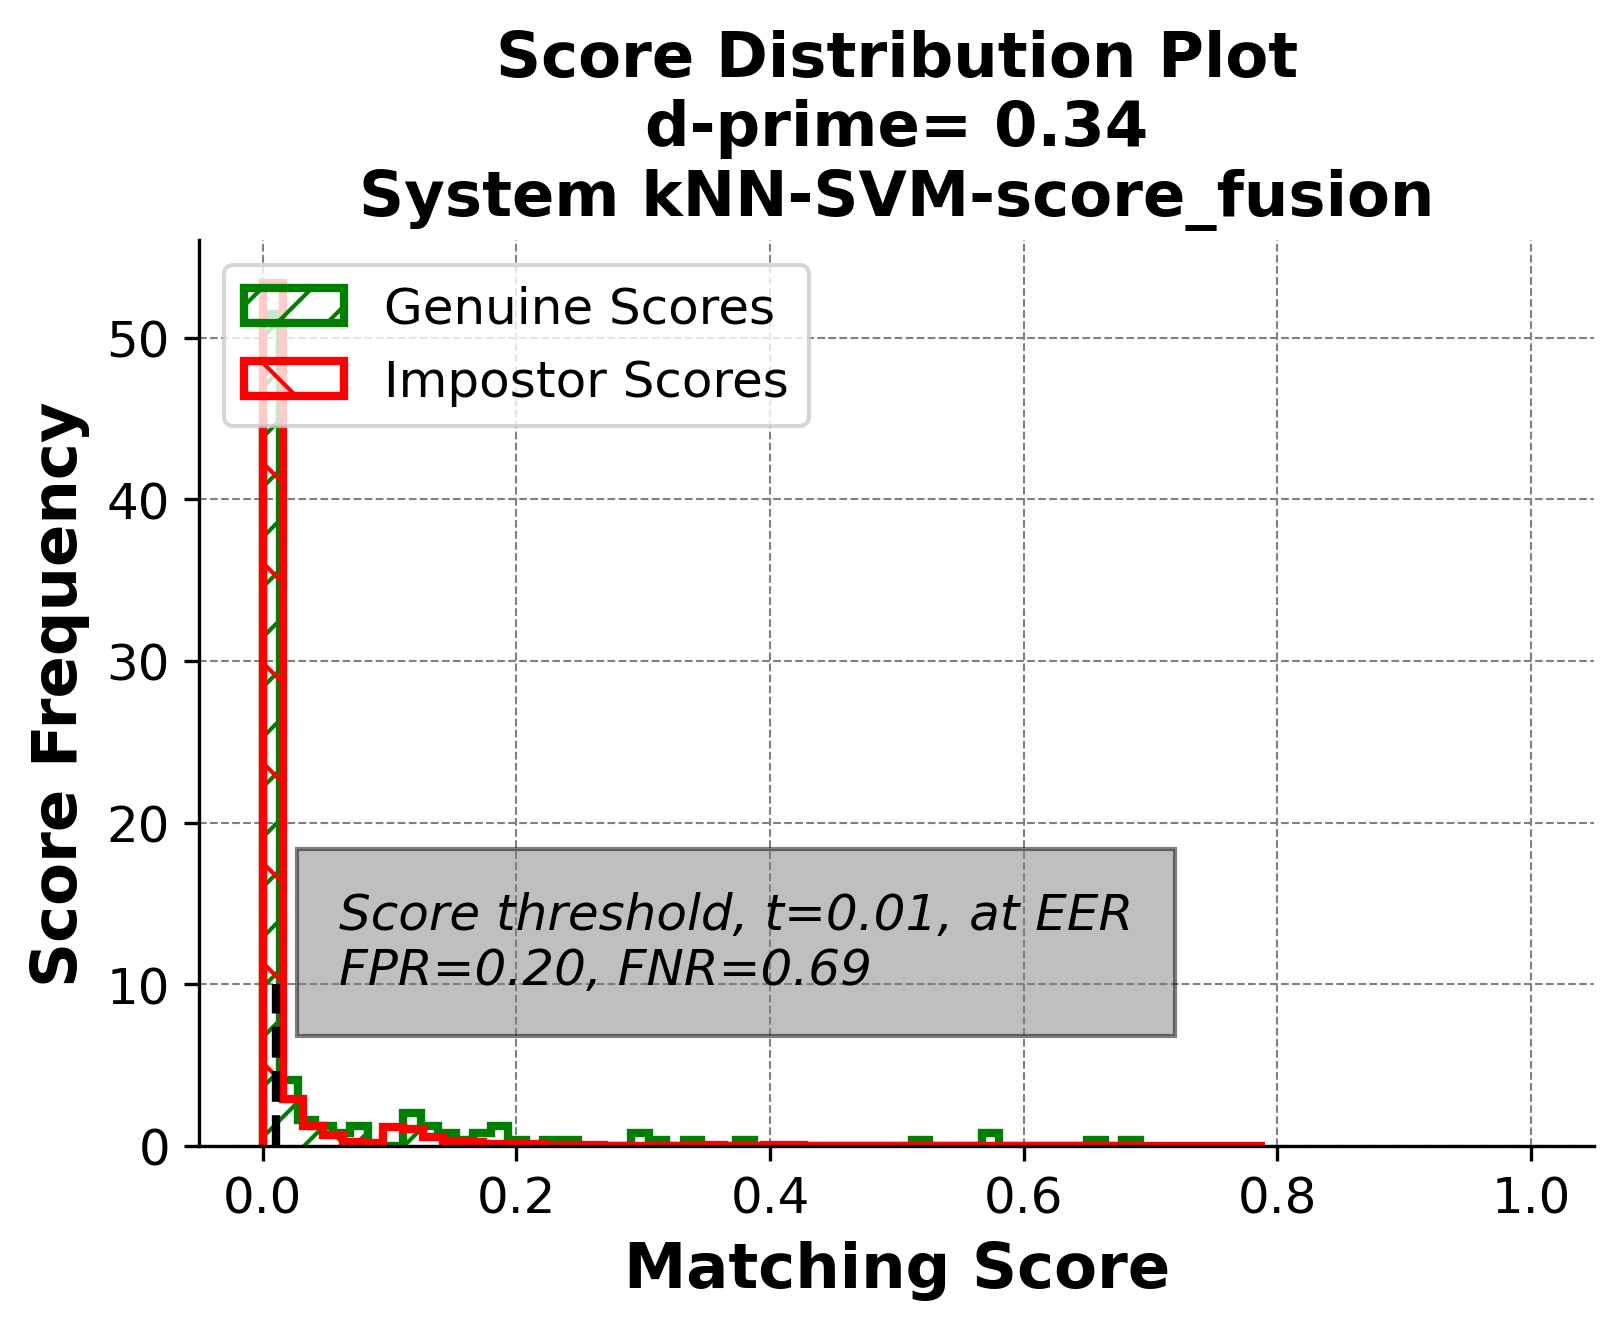 Score Distribution Plot
d-prime= 0.34
System kNN-SVM-score_fusion
Genuine Scores
Impostor Scores
Score Frequency
50
40
30
20
10
0
Score threshold, t=0.01, at EER
FPR=0.20, FNR=0.69
0.0 0.2 0.4 0.6 0.8 1.0
Matching Score